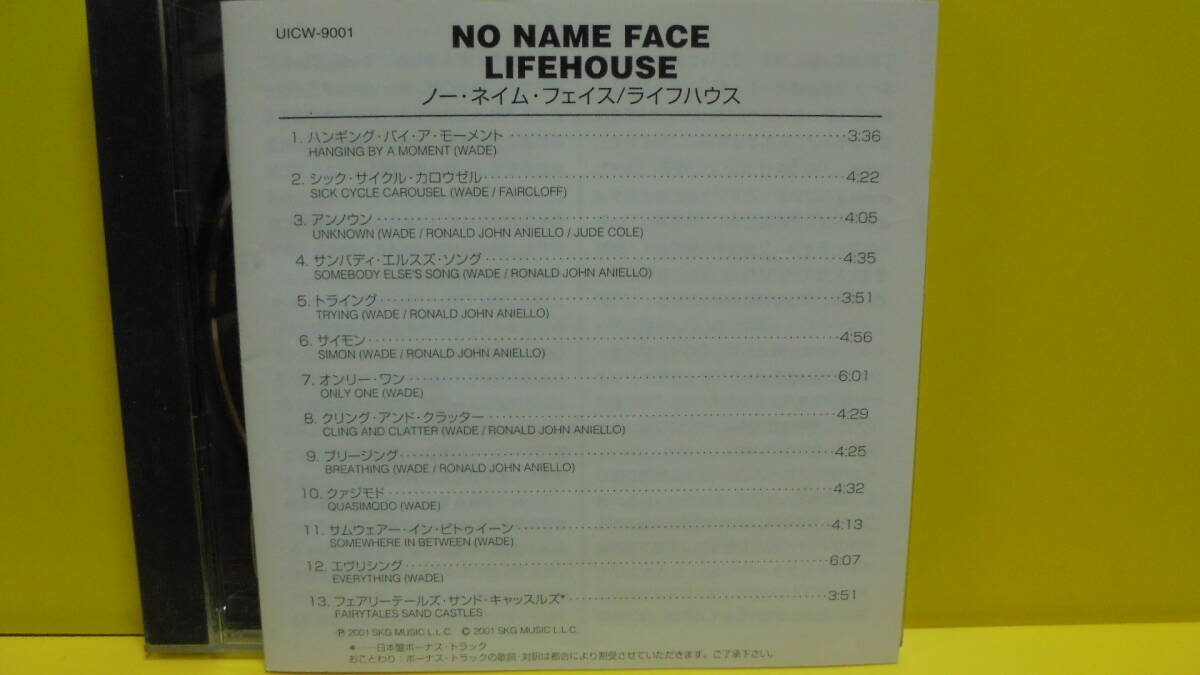 UICW-9001
NO NAME FACE
LIFEHOUSE
ノー・ネイム・フェイス/ライフハウス
1. ハンギング・バイ・ア・モーメント 3:36
HANGING BY A MOMENT (WADE)
2. シック・サイクル・カロウゼル 4:22
SICK CYCLE CAROUSEL (WADE / FAIRCLOFF)
3. アンノウン 4:05
UNKNOWN (WADE / RONALD JOHN ANIELLO / JUDE COLE)
4. サンバディ・エルスズ・ソング 4:35
SOMEBODY ELSE'S SONG (WADE / RONALD JOHN ANIELLO)
5. トライング 3:51
TRYING (WADE / RONALD JOHN ANIELLO)
6. サイモン 4:56
SIMON (WADE / RONALD JOHN ANIELLO)
7. オンリー・ワン 6:01
ONLY ONE (WADE)
8. クリング・アンド・クラッター 4:29
CLING AND CLATTER (WADE / RONALD JOHN ANIELLO)
9. ブリージング 4:25
BREATHING (WADE / RONALD JOHN ANIELLO)
10. クァジモド 4:32
QUASIMODO (WADE)
11. サムウェアー・イン・ビトゥイーン 4:13
SOMEWHERE IN BETWEEN (WADE)
12. エヴリシング 6:07
EVERYTHING (WADE)
13. フェアリーテールズ・サンド・キャッスルズ* 3:51
FAIRYTALES SAND CASTLES
Ⓟ 2001 SKG MUSIC L.L.C. © 2001 SKG MUSIC L.L.C.
*……日本盤ボーナス・トラック
おことわり：ボーナス・トラックの歌詞・対訳は都合により割愛させていただきます。ご了承下さい。